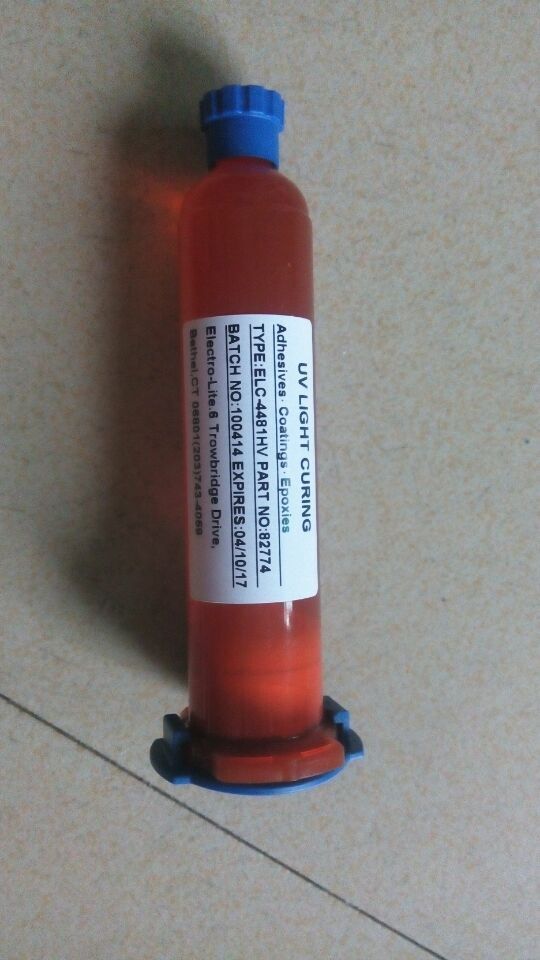 UV LIGHT CURING
Adhesives· Coatings· Epoxies
TYPE:ELC-4481HV PART NO:82774
BATCH NO:100414 EXPIRES:04/10/17
Electro-Lite.6 Trowbridge Drive,
Bethel,CT 06801(203)743-4059